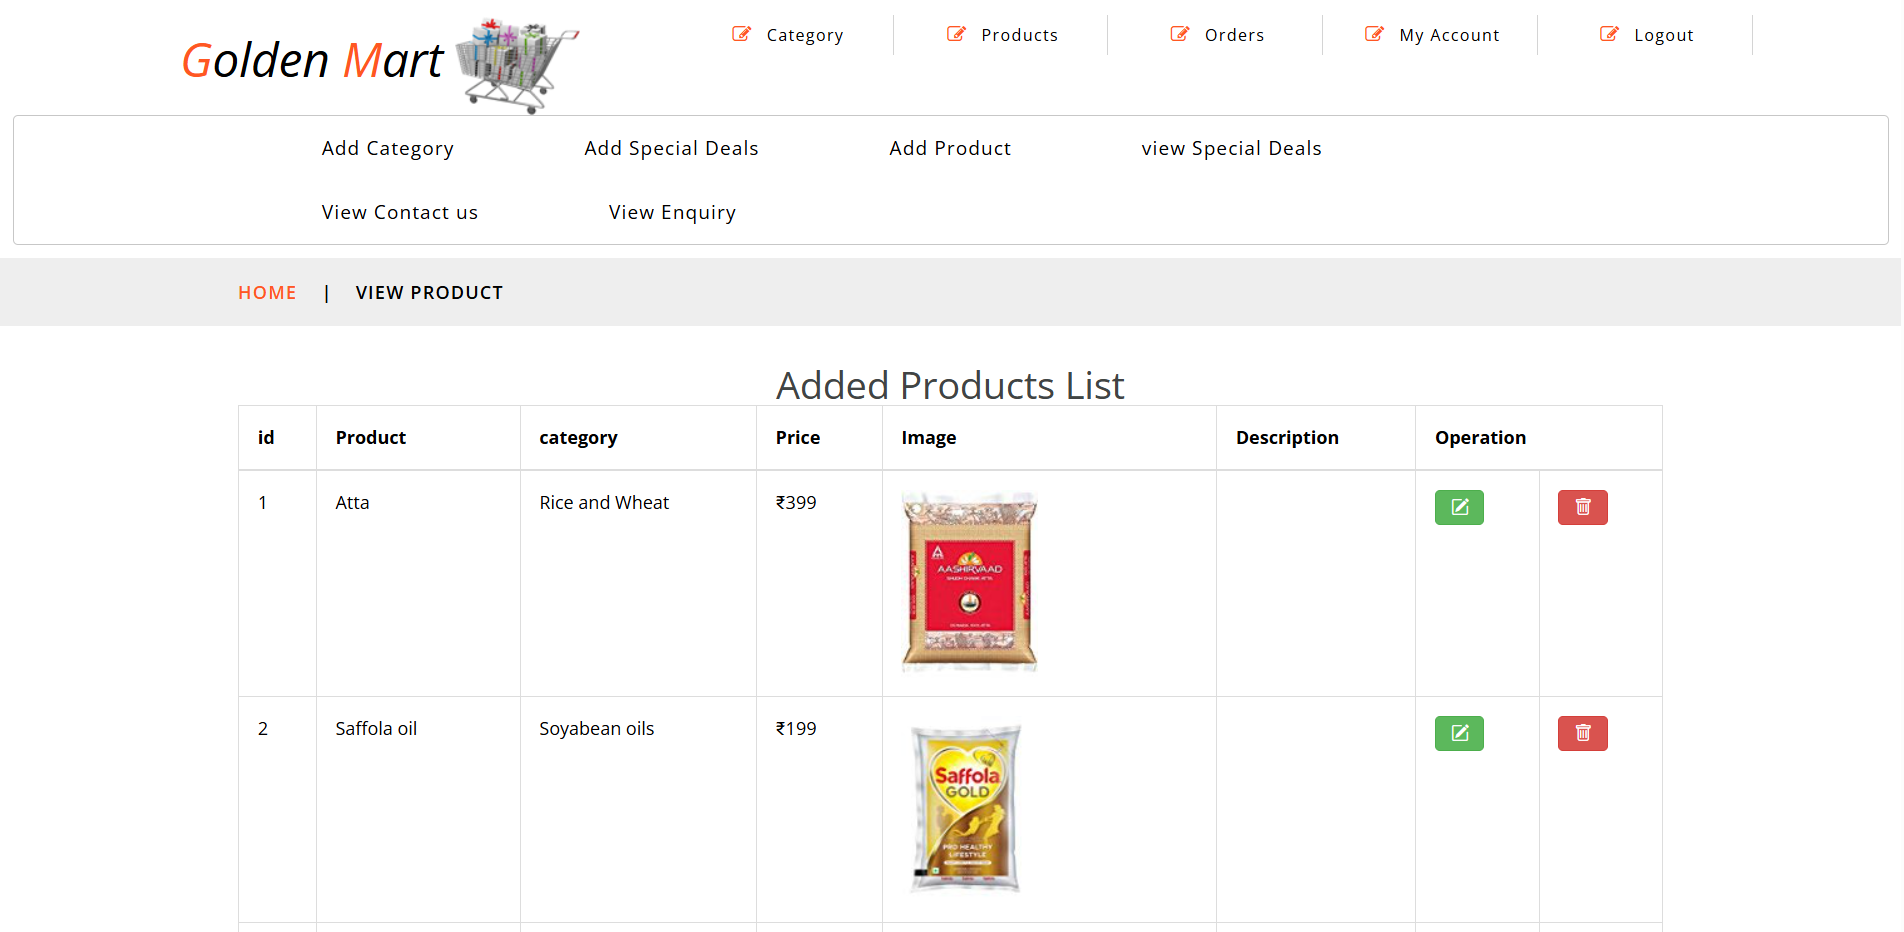 Golden Mart
Category Products Orders My Account Logout
Add Category Add Special Deals Add Product view Special Deals
View Contact us View Enquiry
HOME | VIEW PRODUCT
Added Products List
id Product category Price Image Description Operation
1 Atta Rice and Wheat ₹399
AASHIRVAAD
2 Saffola oil Soyabean oils ₹199
Saffola
GOLD
PRO HEALTHY
LIFESTYLE